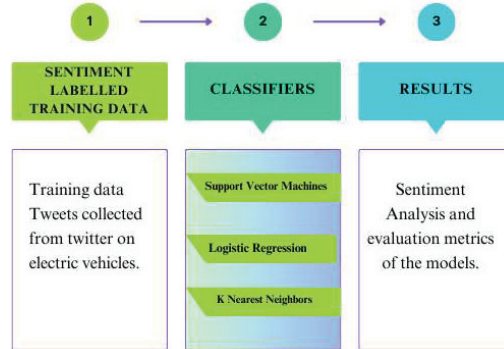 1
2
3
SENTIMENT
LABELLED
TRAINING DATA
CLASSIFIERS
RESULTS
Training data
Tweets collected
from twitter on
electric vehicles.
Support Vector Machines
Logistic Regression
K Nearest Neighbors
Sentiment
Analysis and
evaluation metrics
of the models.